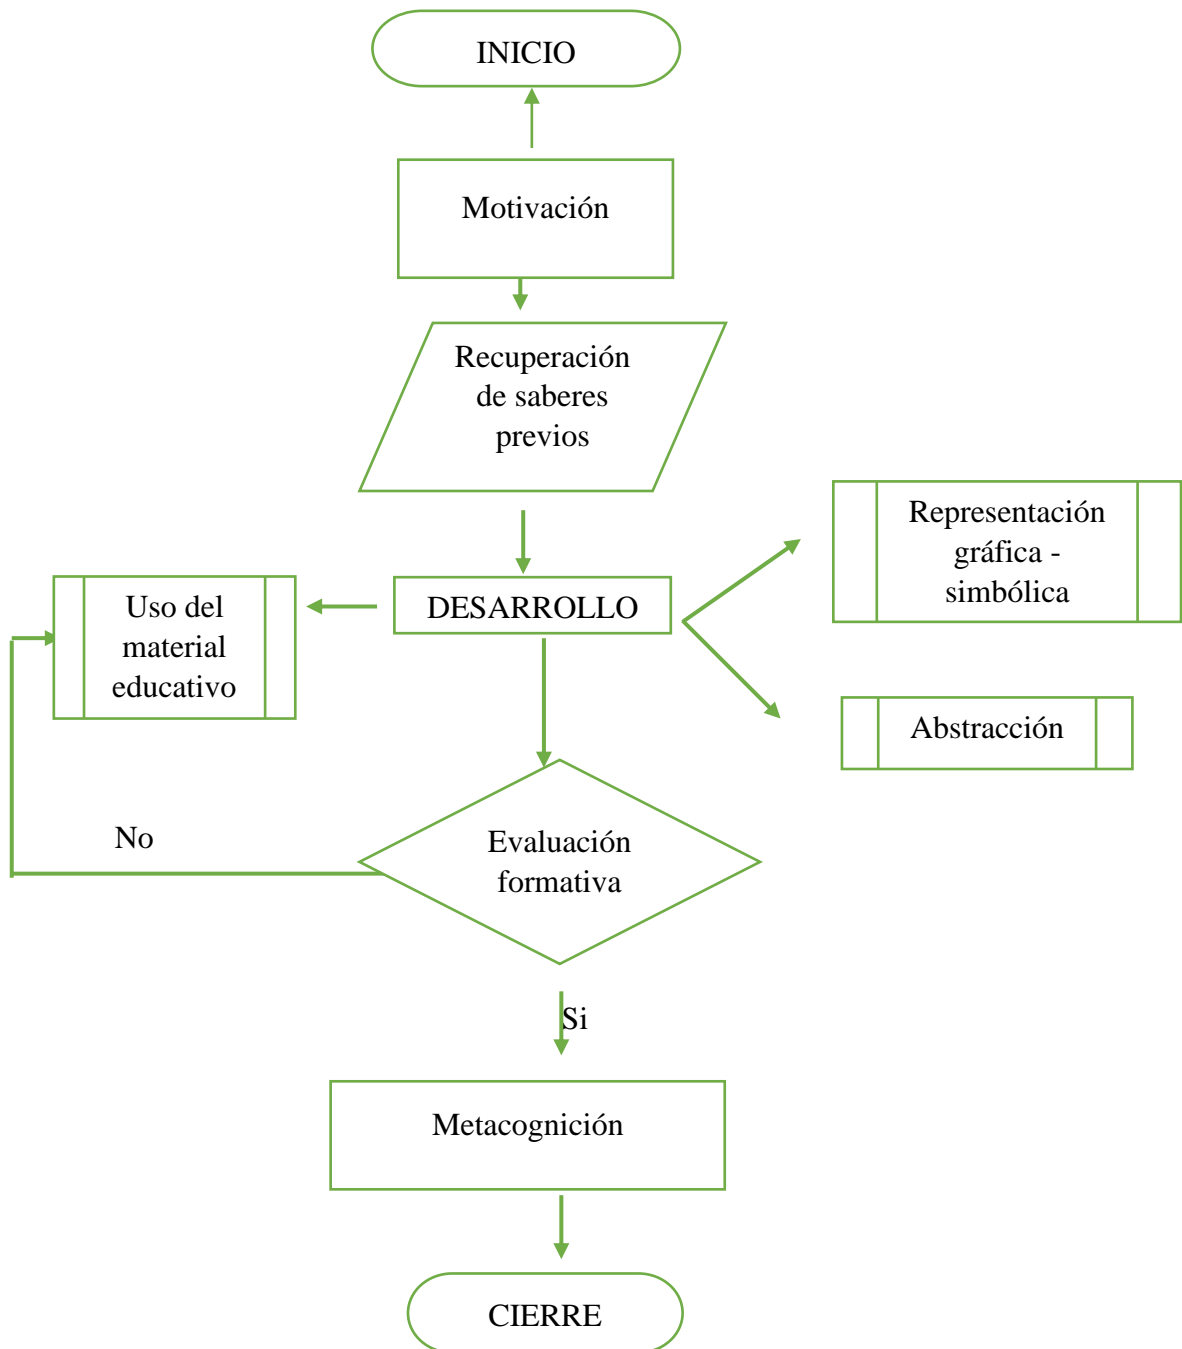 INICIO
Motivación
Recuperación
de saberes
previos
Representación
gráfica -
simbólica
Uso del
material
educativo
DESARROLLO
Abstracción
No
Evaluación
formativa
Si
Metacognición
CIERRE